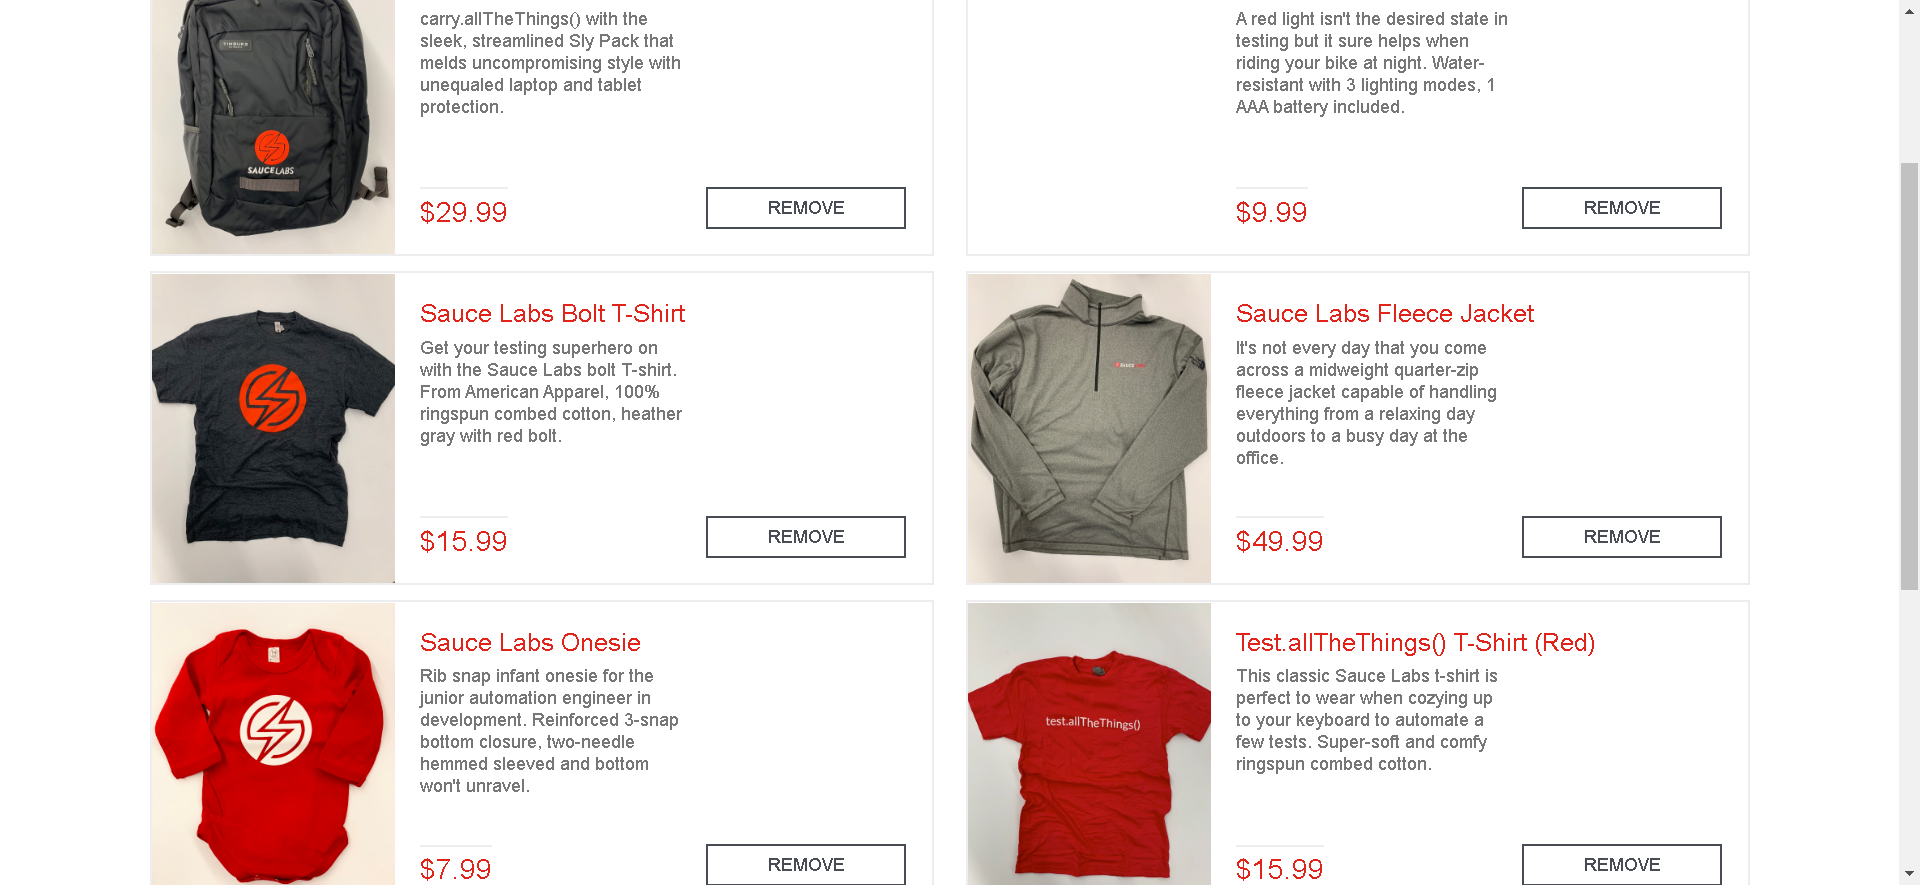 carry.allTheThings() with the
sleek, streamlined Sly Pack that
melds uncompromising style with
unequaled laptop and tablet
protection.
TIMBUK2
SAUCELABS
$29.99
REMOVE
A red light isn't the desired state in
testing but it sure helps when
riding your bike at night. Water-
resistant with 3 lighting modes, 1
AAA battery included.
$9.99
REMOVE
Sauce Labs Bolt T-Shirt
Get your testing superhero on
with the Sauce Labs bolt T-shirt.
From American Apparel, 100%
ringspun combed cotton, heather
gray with red bolt.
$15.99
REMOVE
Sauce Labs Fleece Jacket
It's not every day that you come
across a midweight quarter-zip
fleece jacket capable of handling
everything from a relaxing day
outdoors to a busy day at the
office.
SAUCELABS
$49.99
REMOVE
Sauce Labs Onesie
Rib snap infant onesie for the
junior automation engineer in
development. Reinforced 3-snap
bottom closure, two-needle
hemmed sleeved and bottom
won't unravel.
$7.99
REMOVE
Test.allTheThings() T-Shirt (Red)
This classic Sauce Labs t-shirt is
perfect to wear when cozying up
to your keyboard to automate a
few tests. Super-soft and comfy
ringspun combed cotton.
test.allTheThings()
$15.99
REMOVE